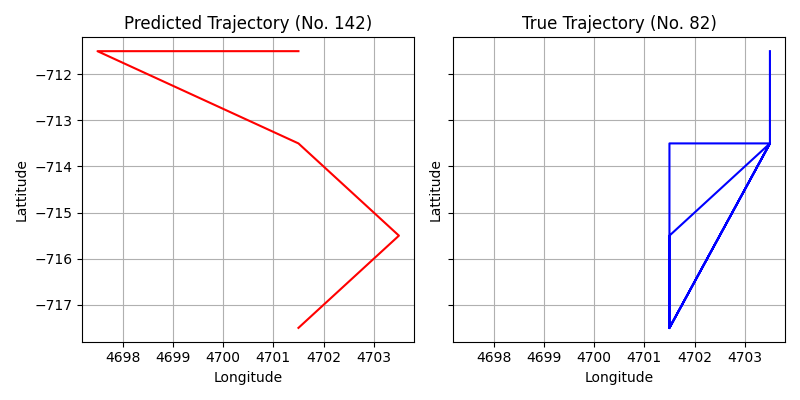 Predicted Trajectory (No. 142)
True Trajectory (No. 82)
−712
−713
−714
−715
−716
−717
Lattitude
Lattitude
4698 4699 4700 4701 4702 4703
4698 4699 4700 4701 4702 4703
Longitude
Longitude